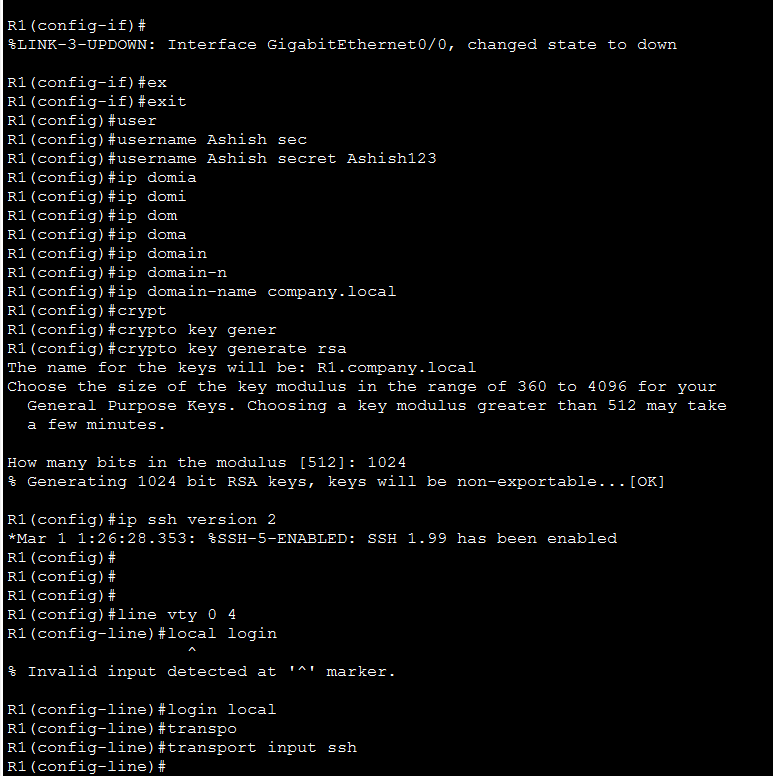 R1(config-if)#
%LINK-3-UPDOWN: Interface GigabitEthernet0/0, changed state to down
R1(config-if)#ex
R1(config-if)#exit
R1(config)#user
R1(config)#username Ashish sec
R1(config)#username Ashish secret Ashish123
R1(config)#ip domia
R1(config)#ip domi
R1(config)#ip dom
R1(config)#ip doma
R1(config)#ip domain
R1(config)#ip domain-n
R1(config)#ip domain-name company.local
R1(config)#crypt
R1(config)#crypto key gener
R1(config)#crypto key generate rsa
The name for the keys will be: R1.company.local
Choose the size of the key modulus in the range of 360 to 4096 for your
  General Purpose Keys. Choosing a key modulus greater than 512 may take
  a few minutes.
How many bits in the modulus [512]: 1024
% Generating 1024 bit RSA keys, keys will be non-exportable...[OK]
R1(config)#ip ssh version 2
*Mar 1 1:26:28.353: %SSH-5-ENABLED: SSH 1.99 has been enabled
R1(config)#
R1(config)#
R1(config)#
R1(config)#line vty 0 4
R1(config-line)#local login
                  ^
% Invalid input detected at '^' marker.
R1(config-line)#login local
R1(config-line)#transpo
R1(config-line)#transport input ssh
R1(config-line)#